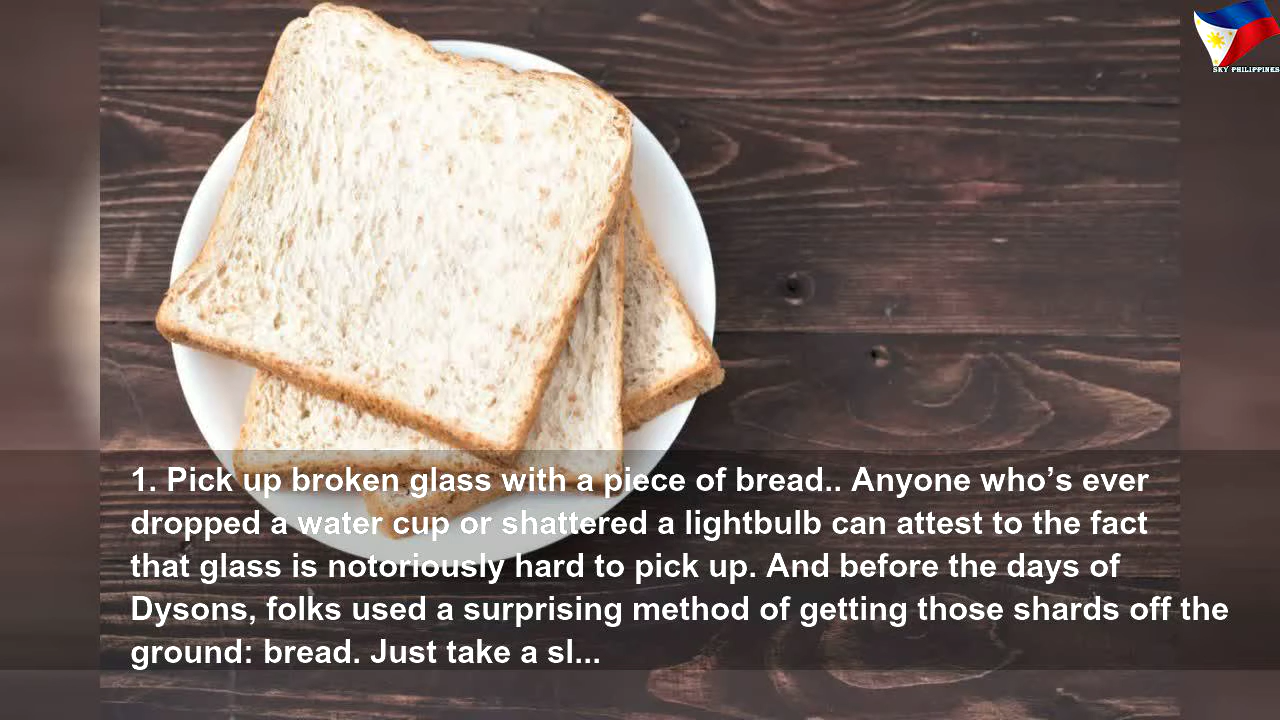 SKY PHILIPPINES
1. Pick up broken glass with a piece of bread.. Anyone who’s ever
dropped a water cup or shattered a lightbulb can attest to the fact
that glass is notoriously hard to pick up. And before the days of
Dysons, folks used a surprising method of getting those shards off the
ground: bread. Just take a sl...